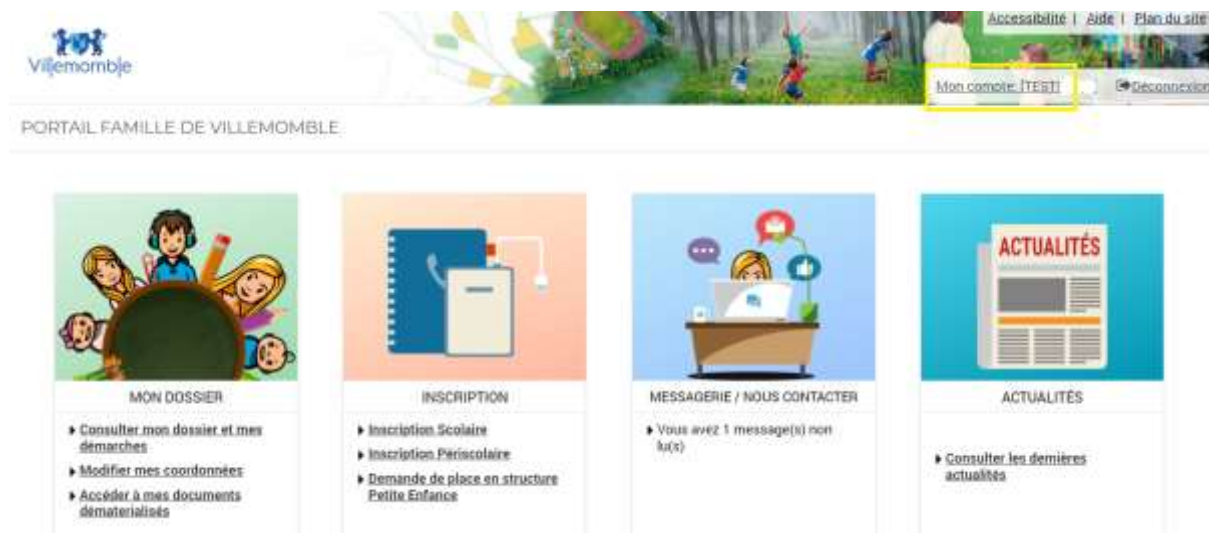 Accessibilité | Aide | Plan du site
Villemomble
Mon compte: [TEST]
Déconnexion
PORTAIL FAMILLE DE VILLEMOMBLE
ACTUALITÉS
MON DOSSIER
Consulter mon dossier et mes
démarches
Modifier mes coordonnées
Accéder à mes documents
dématerialisés
INSCRIPTION
Inscription Scolaire
Inscription Périscolaire
Demande de place en structure
Petite Enfance
MESSAGERIE / NOUS CONTACTER
Vous avez 1 message(s) non
lu(s)
ACTUALITÉS
Consulter les dernières
actualités